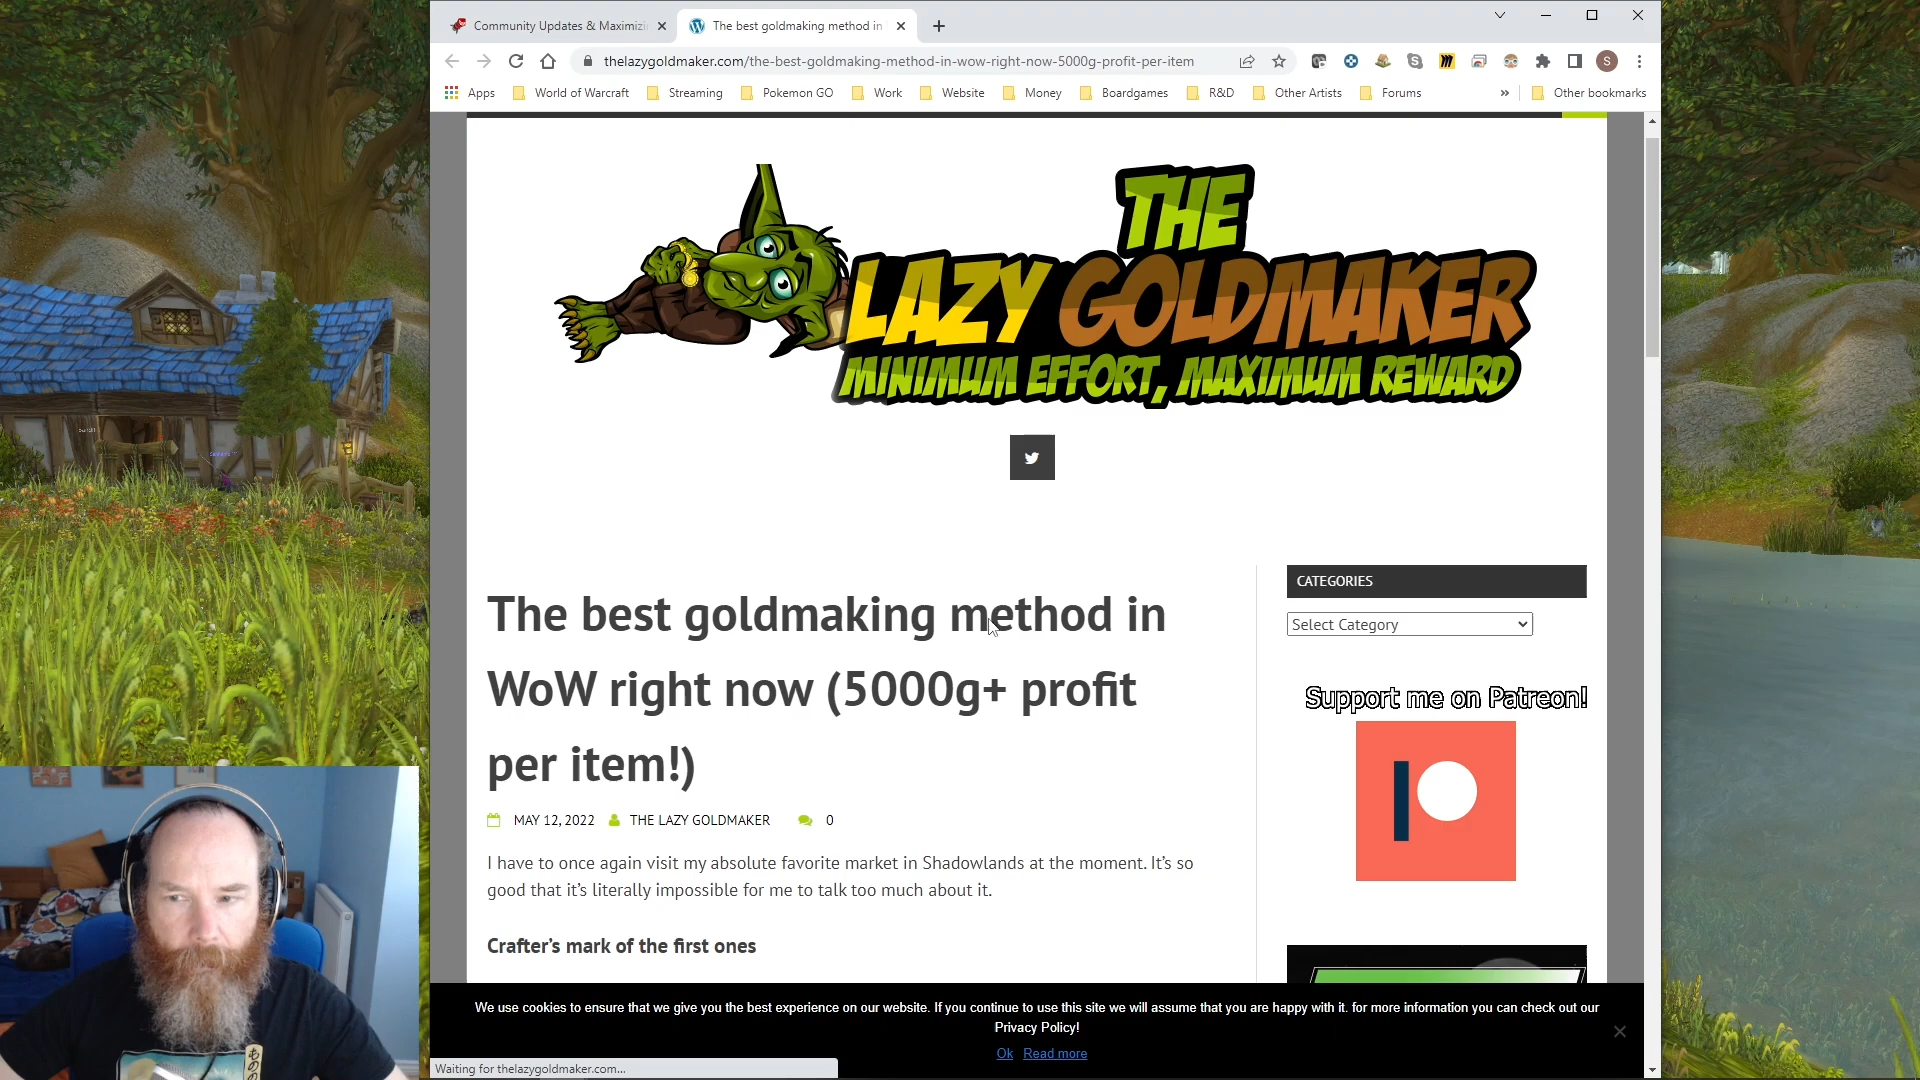 Community Updates & Maximizi
The best goldmaking method in
thelazygoldmaker.com/the-best-goldmaking-method-in-wow-right-now-5000g-profit-per-item
S
Apps
World of Warcraft
Streaming
Pokemon GO
Work
Website
Money
Boardgames
R&D
Other Artists
Forums
»
Other bookmarks
THE
LAZY GOLDMAKER
MINIMUM EFFORT, MAXIMUM REWARD
The best goldmaking method in
WoW right now (5000g+ profit
per item!)
MAY 12, 2022 THE LAZY GOLDMAKER 0
I have to once again visit my absolute favorite market in Shadowlands at the moment. It’s so
good that it’s literally impossible for me to talk too much about it.
Crafter’s mark of the first ones
CATEGORIES
Select Category
Support me on Patreon!
We use cookies to ensure that we give you the best experience on our website. If you continue to use this site we will assume that you are happy with it. for more information you can check out our
Privacy Policy!
Ok Read more
Waiting for thelazygoldmaker.com...